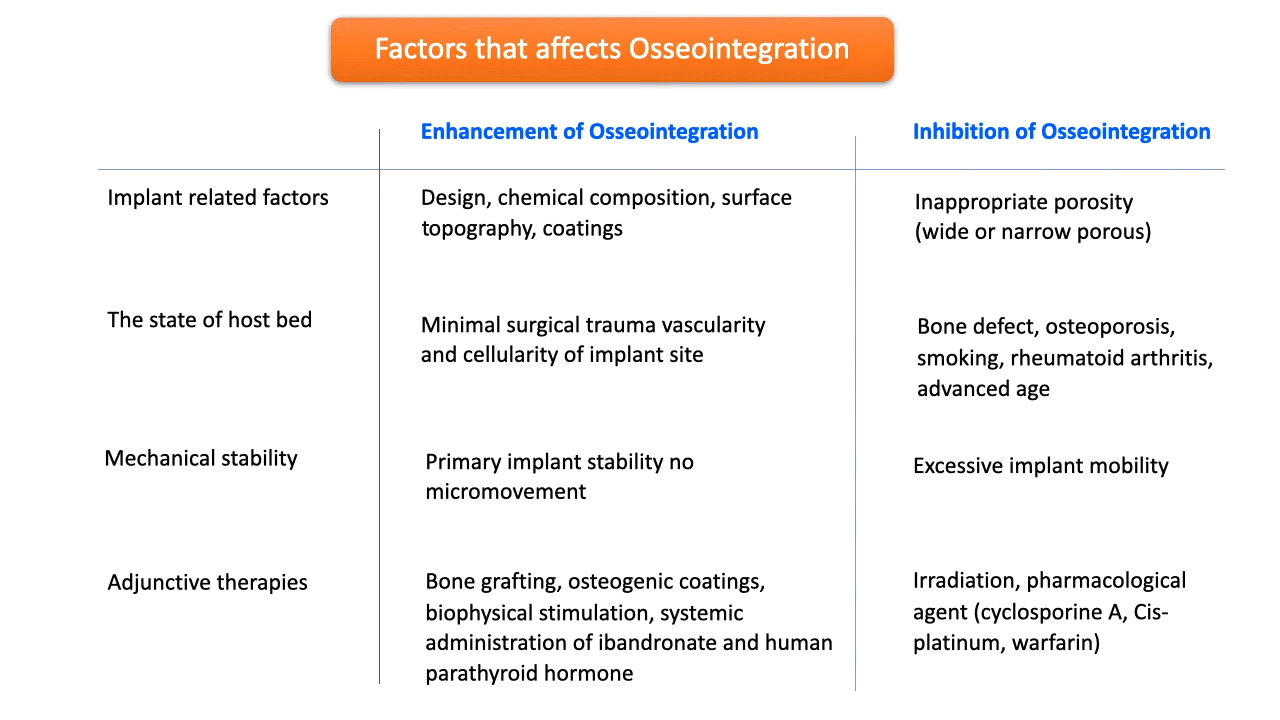 Factors that affects Osseointegration
Enhancement of Osseointegration
Inhibition of Osseointegration
Implant related factors
Design, chemical composition, surface
topography, coatings
Inappropriate porosity
(wide or narrow porous)
The state of host bed
Minimal surgical trauma vascularity
and cellularity of implant site
Bone defect, osteoporosis,
smoking, rheumatoid arthritis,
advanced age
Mechanical stability
Primary implant stability no
micromovement
Excessive implant mobility
Adjunctive therapies
Bone grafting, osteogenic coatings,
biophysical stimulation, systemic
administration of ibandronate and human
parathyroid hormone
Irradiation, pharmacological
agent (cyclosporine A, Cis-
platinum, warfarin)